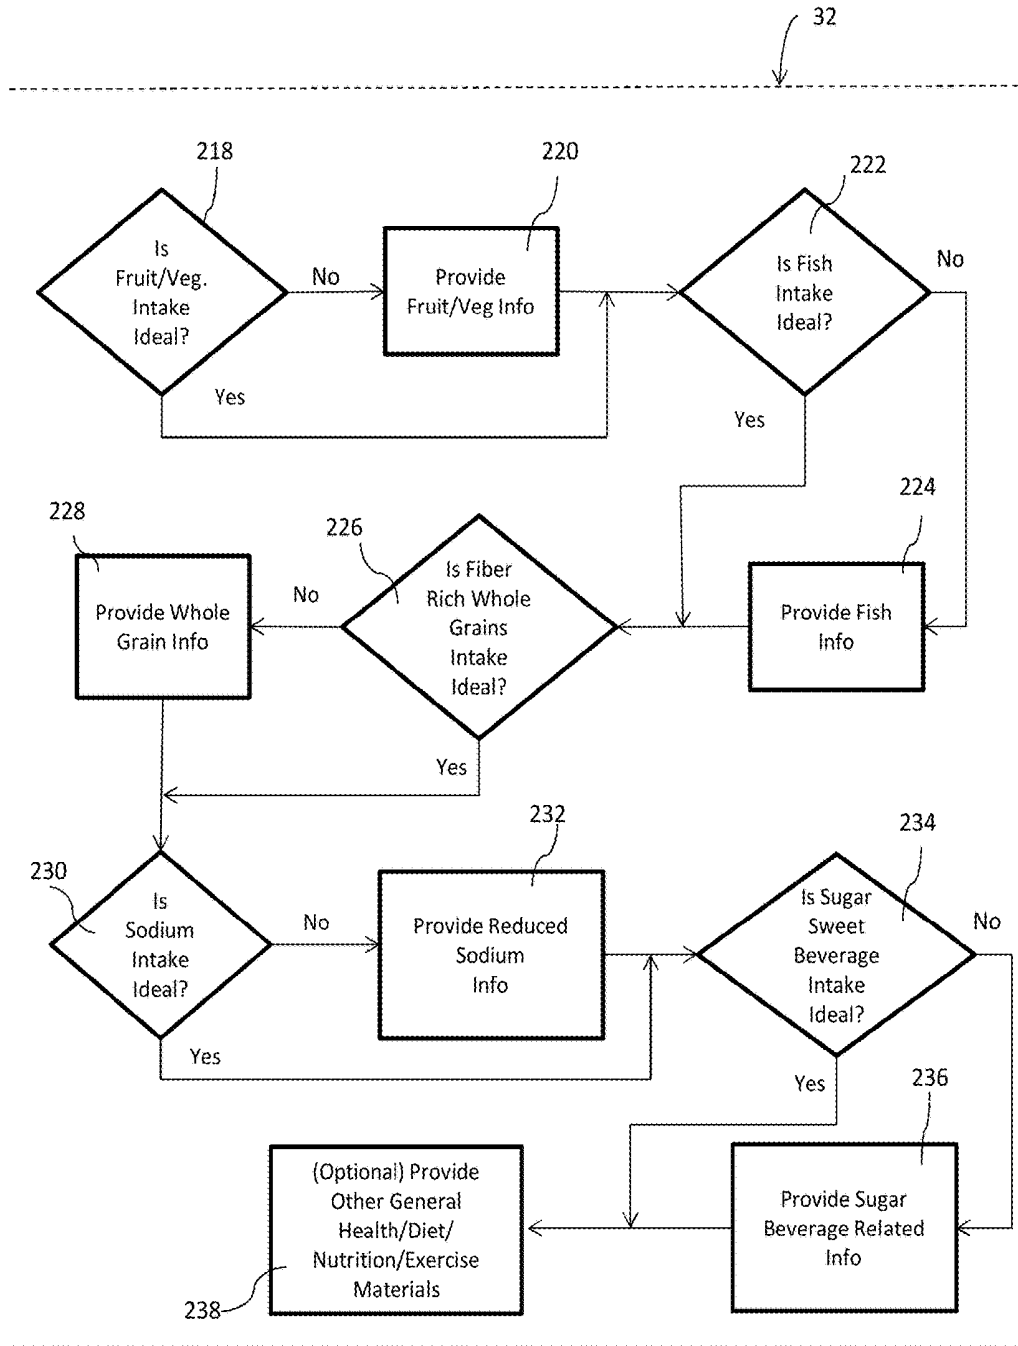 32
218
220
222
Is
Fruit/Veg.
Intake
Ideal?
No
Provide
Fruit/Veg Info
Is Fish
Intake
Ideal?
No
Yes
Yes
228
226
224
Provide Whole
Grain Info
No
Is Fiber
Rich Whole
Grains
Intake
Ideal?
Provide Fish
Info
Yes
230
232
234
Is
Sodium
Intake
Ideal?
No
Provide Reduced
Sodium
Info
Is Sugar
Sweet
Beverage
Intake
Ideal?
No
Yes
Yes
236
(Optional) Provide
Other General
Health/Diet/
Nutrition/Exercise
Materials
Provide Sugar
Beverage Related
Info
238